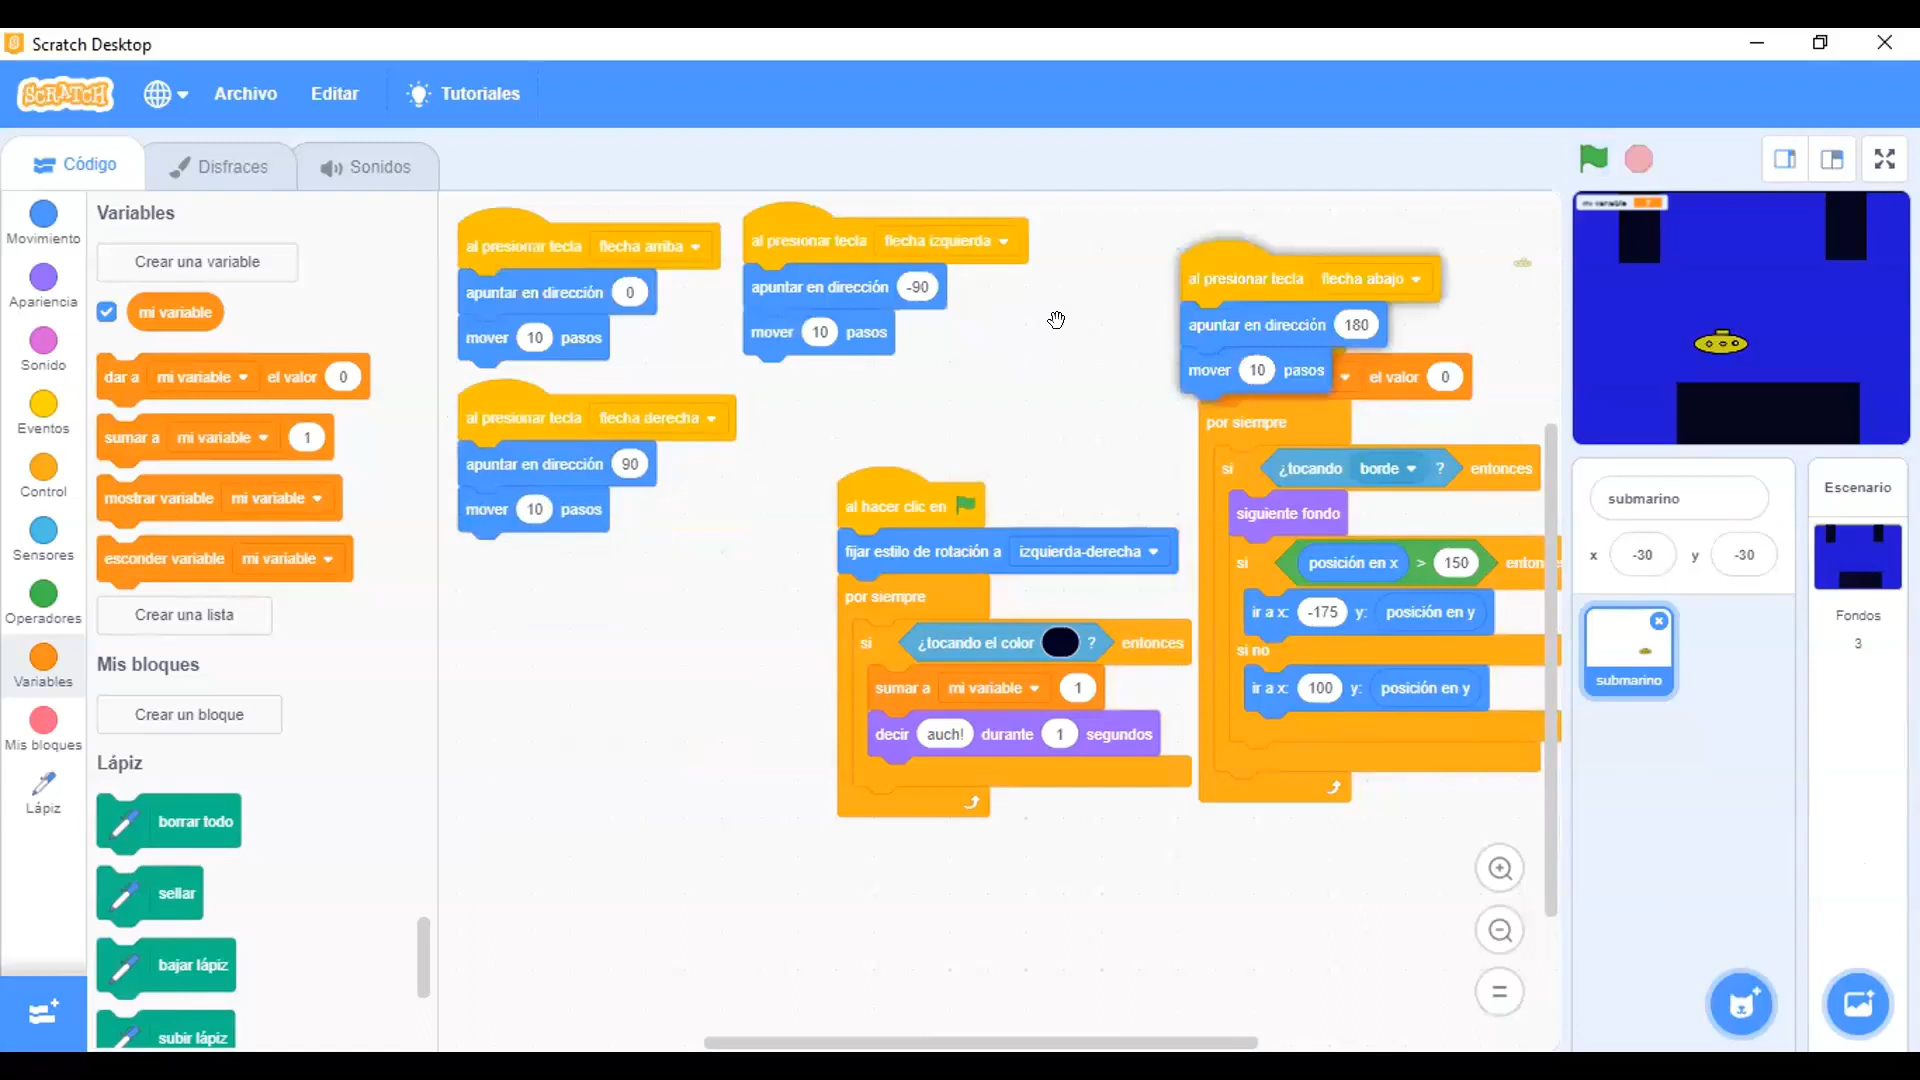 Scratch Desktop
SCRATCH
Archivo
Editar
Tutoriales
Código
Disfraces
Sonidos
Movimiento
Apariencia
Sonido
Eventos
Control
Sensores
Operadores
Variables
Mis bloques
Lápiz
Variables
Crear una variable
mi variable
dar a mi variable el valor 0
sumar a mi variable 1
mostrar variable mi variable
esconder variable mi variable
Crear una lista
Mis bloques
Crear un bloque
Lápiz
borrar todo
sellar
bajar lápiz
subir lápiz
al presionar tecla flecha arriba
apuntar en dirección 0
mover 10 pasos
al presionar tecla flecha derecha
apuntar en dirección 90
mover 10 pasos
al presionar tecla flecha izquierda
apuntar en dirección -90
mover 10 pasos
al hacer clic en
fijar estilo de rotación a izquierda-derecha
por siempre
si ¿tocando el color ? entonces
sumar a mi variable 1
decir auch! durante 1 segundos
al presionar tecla flecha abajo
apuntar en dirección 180
mover 10 pasos
el valor 0
por siempre
si ¿tocando borde ? entonces
siguiente fondo
si posición en x > 150
ir a x: -175 y: posición en y
si no
ir a x: 100 y: posición en y
mi variable
submarino
x -30 y -30
submarino
Escenario
Fondos
3